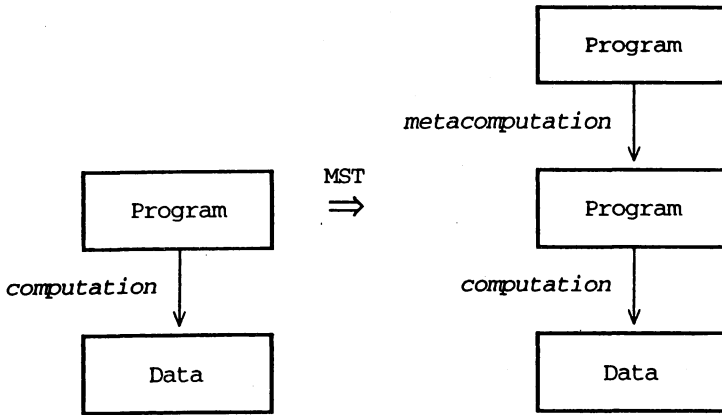 Program
metacomputation
MST
⇒
Program
Program
computation
computation
Data
Data